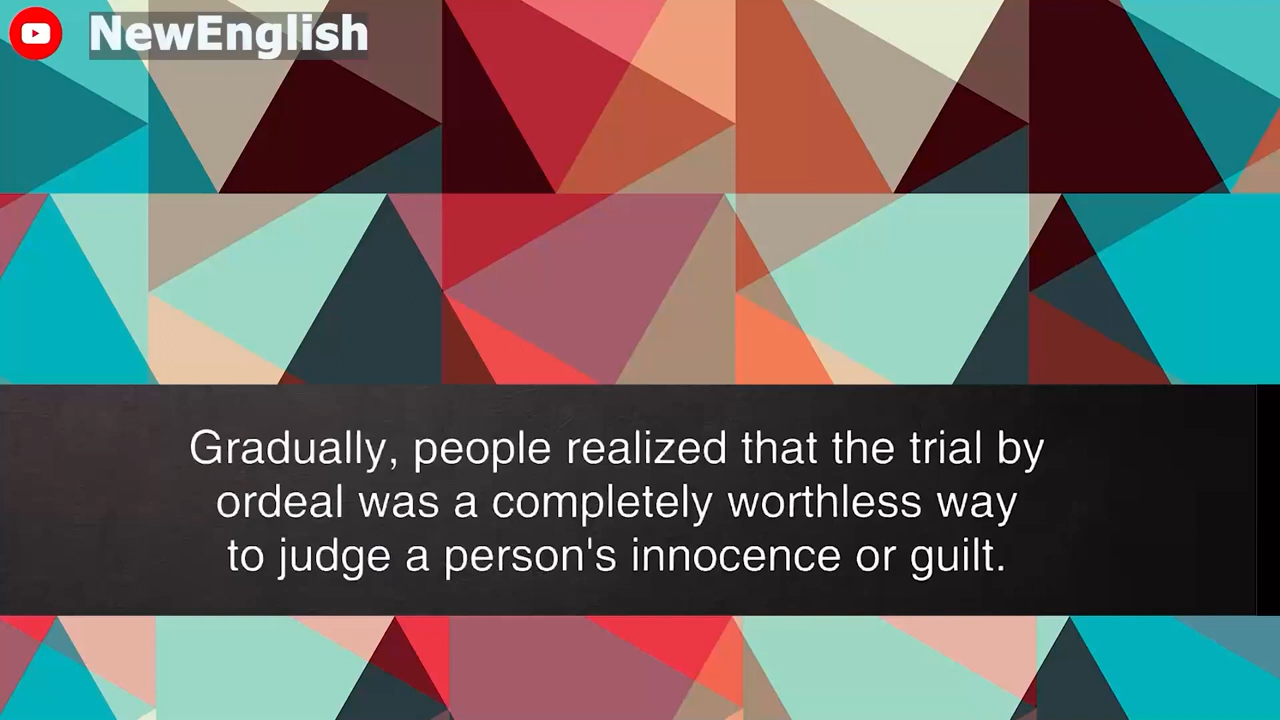 NewEnglish
Gradually, people realized that the trial by
ordeal was a completely worthless way
to judge a person's innocence or guilt.